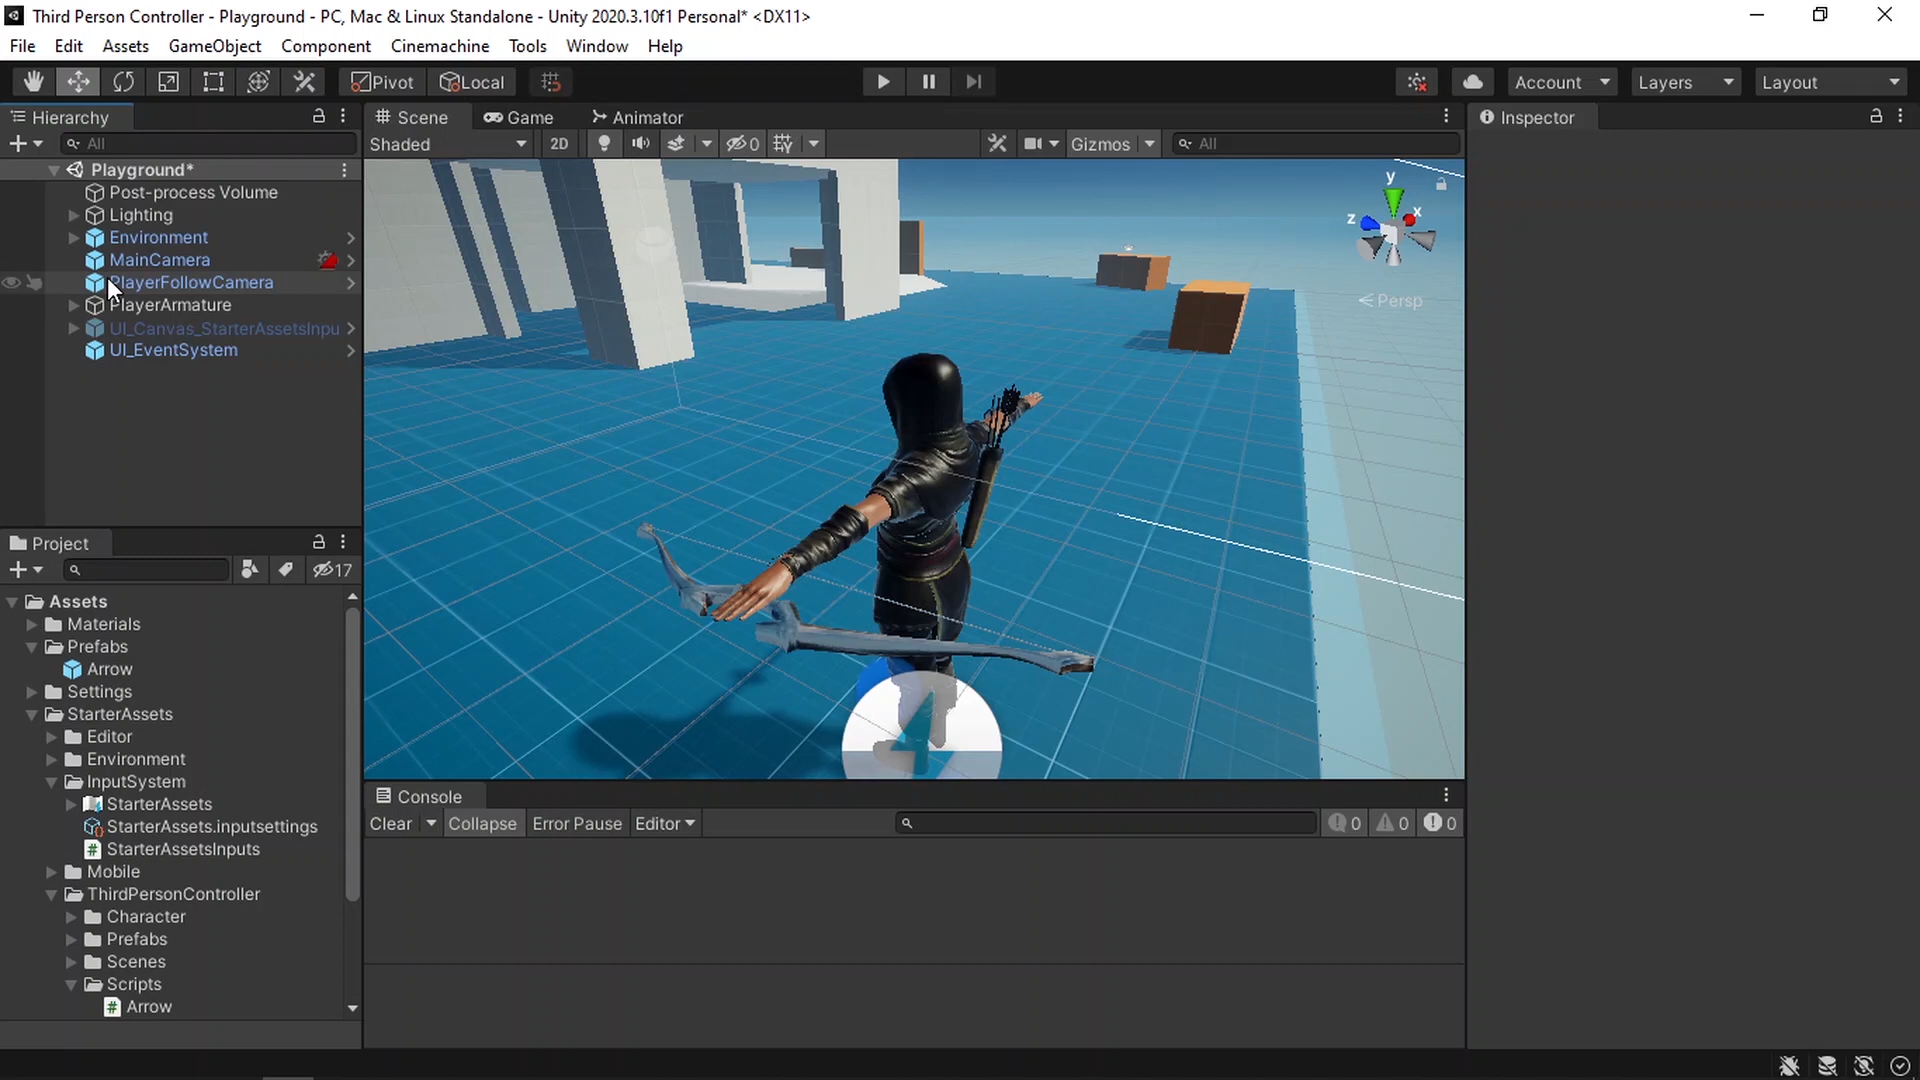 Third Person Controller - Playground - PC, Mac & Linux Standalone - Unity 2020.3.10f1 Personal* <DX11>
File Edit Assets GameObject Component Cinemachine Tools Window Help
Pivot Local Account Layers Layout
Hierarchy
All
Playground*
Post-process Volume
Lighting
Environment
MainCamera
PlayerFollowCamera
PlayerArmature
UI_Canvas_StarterAssetsInpu
UI_EventSystem
Scene Game Animator
Shaded 2D 0 Gizmos All
y
x
z
Persp
Inspector
Project
17
Assets
Materials
Prefabs
Arrow
Settings
StarterAssets
Editor
Environment
InputSystem
StarterAssets
StarterAssets.inputsettings
StarterAssetsInputs
Mobile
ThirdPersonController
Character
Prefabs
Scenes
Scripts
Arrow
Console
Clear Collapse Error Pause Editor 0 0 0